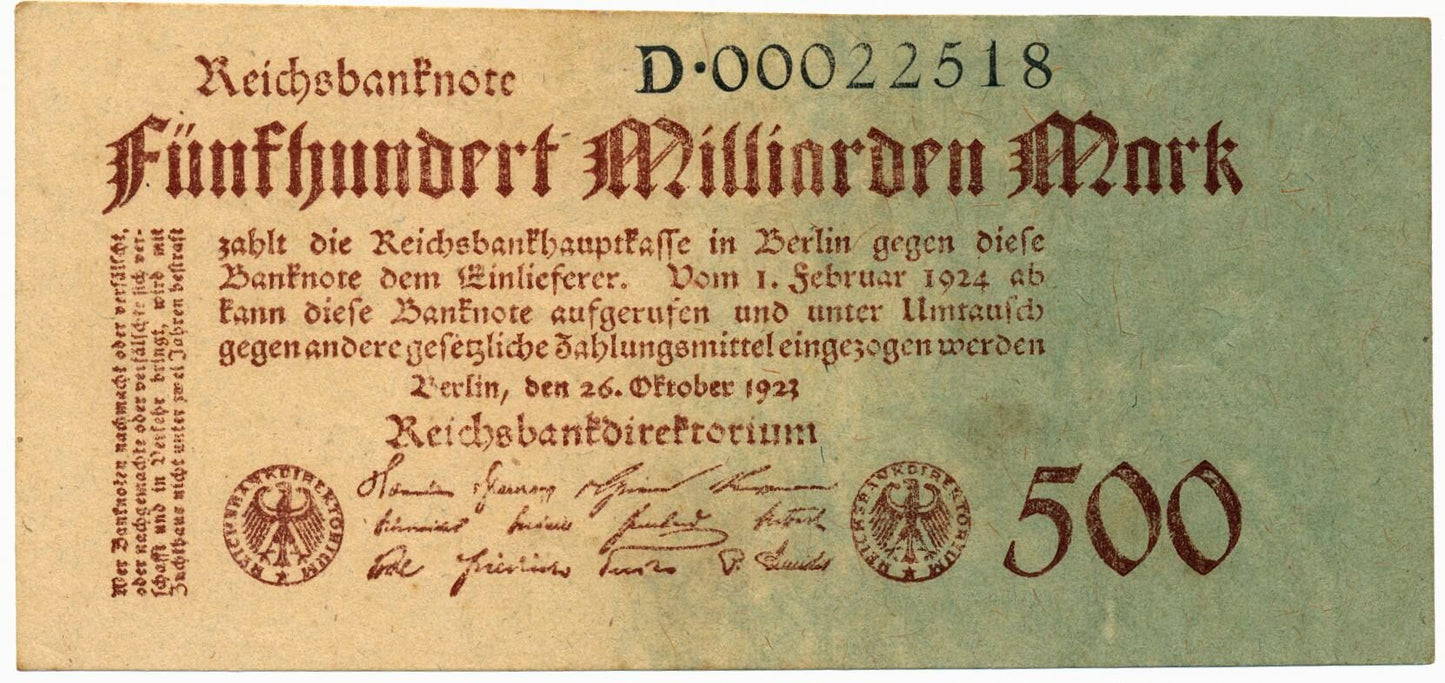 Reichsbanknote
D·00022518
Fünfhundert Milliarden Mark
zahlt die Reichsbankhauptkasse in Berlin gegen diese
Banknote dem Einlieferer. Vom 1. Februar 1924 ab
kann diese Banknote aufgerufen und unter Umtausch
gegen andere gesetzliche Zahlungsmittel eingezogen werden
Berlin, den 26. Oktober 1923
Reichsbankdirektorium
Wer Banknoten nachmacht oder verfälscht,
oder nachgemachte oder verfälschte sich ver-
schafft und in Verkehr bringt, wird mit
Zuchthaus nicht unter zwei Jahren bestraft
REICHSBANKDIREKTORIUM
REICHSBANKDIREKTORIUM
500